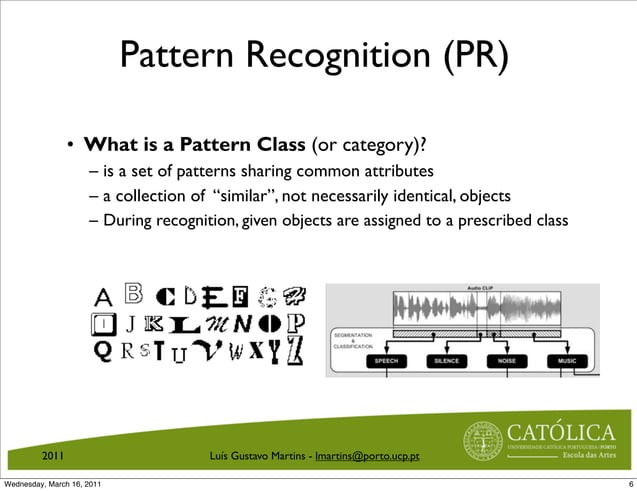 Pattern Recognition (PR)
• What is a Pattern Class (or category)?
– is a set of patterns sharing common attributes
– a collection of “similar”, not necessarily identical, objects
– During recognition, given objects are assigned to a prescribed class
A B C D E F G H
I J K L M N O P
Q R S T U V W X Y Z
Audio CLIP
SEGMENTATION
&
CLASSIFICATION
SPEECH SILENCE NOISE MUSIC
CATÓLICA
UNIVERSIDADE CATÓLICA PORTUGUESA | PORTO
Escola das Artes
2011 Luís Gustavo Martins - lmartins@porto.ucp.pt
Wednesday, March 16, 2011 6